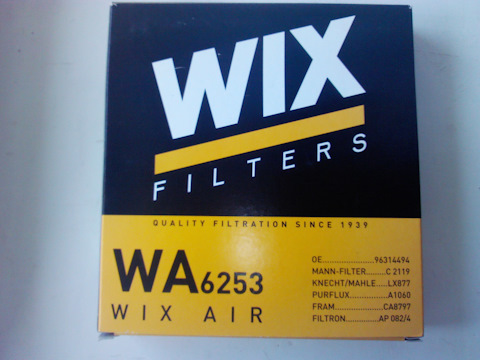 WIX
FILTERS
QUALITY FILTRATION SINCE 1939
WA6253
WIX AIR
OE......................96314494
MANN-FILTER.........C 2119
KNECHT/MAHLE.....LX877
PURFLUX................A1060
FRAM.....................CA8797
FILTRON..............AP 082/4